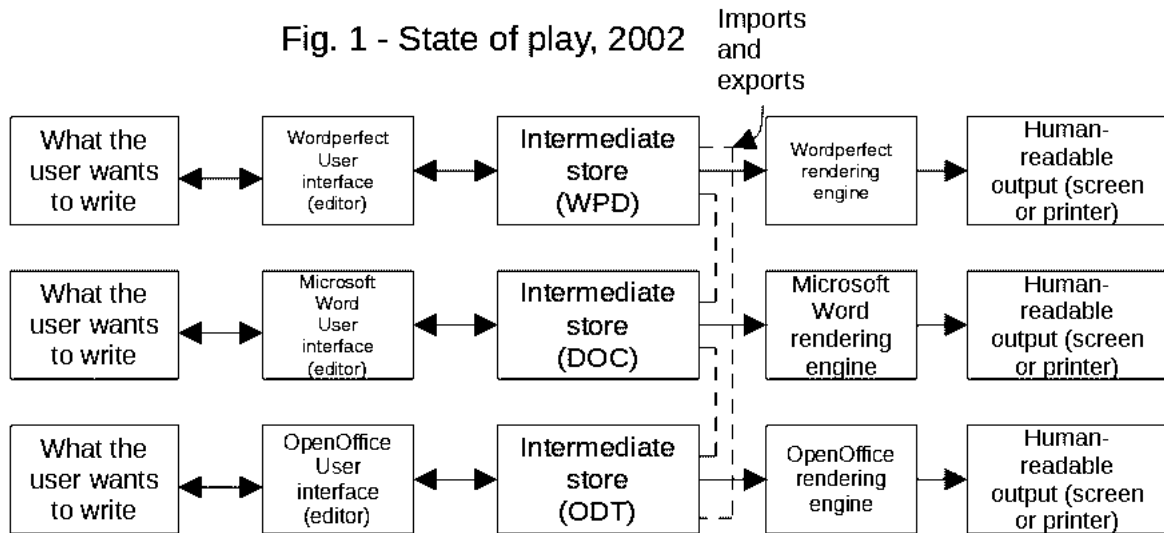 Fig. 1 - State of play, 2002
Imports
and
exports
What the
user wants
to write
Wordperfect
User
interface
(editor)
Intermediate
store
(WPD)
Wordperfect
rendering
engine
Human-
readable
output (screen
or printer)
What the
user wants
to write
Microsoft
Word
User
interface
(editor)
Intermediate
store
(DOC)
Microsoft
Word
rendering
engine
Human-
readable
output (screen
or printer)
What the
user wants
to write
OpenOffice
User
interface
(editor)
Intermediate
store
(ODT)
OpenOffice
rendering
engine
Human-
readable
output (screen
or printer)